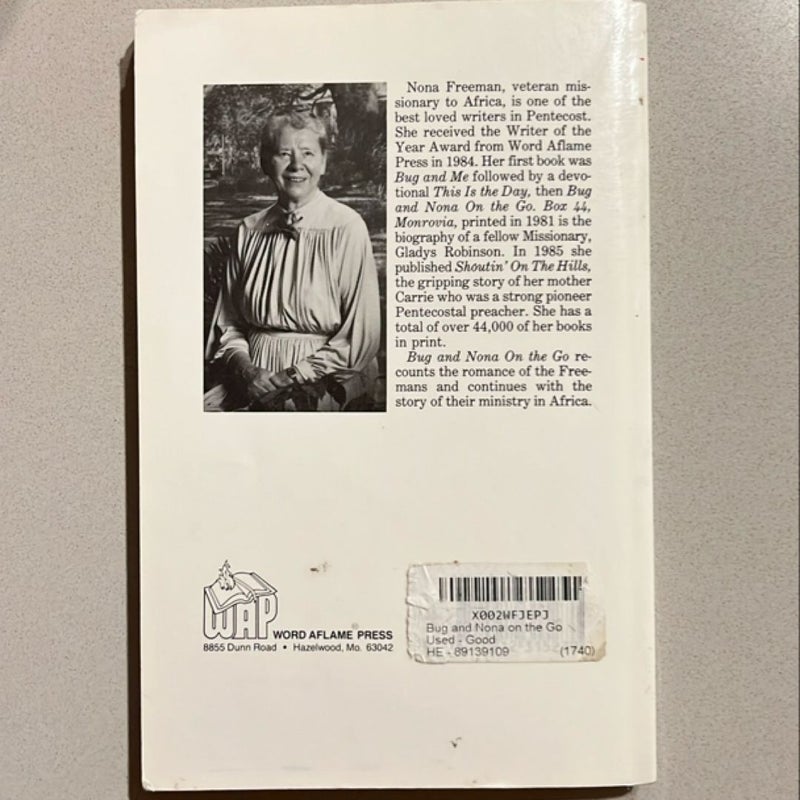 Nona Freeman, veteran mis-
sionary to Africa, is one of the
best loved writers in Pentecost.
She received the Writer of the
Year Award from Word Aflame
Press in 1984. Her first book was
Bug and Me followed by a devo-
tional This Is the Day, then Bug
and Nona On the Go. Box 44,
Monrovia, printed in 1981 is the
biography of a fellow Missionary,
Gladys Robinson. In 1985 she
published Shoutin' On The Hills,
the gripping story of her mother
Carrie who was a strong pioneer
Pentecostal preacher. She has a
total of over 44,000 of her books
in print.
Bug and Nona On the Go re-
counts the romance of the Free-
mans and continues with the
story of their ministry in Africa.
WAP WORD AFLAME® PRESS
8855 Dunn Road • Hazelwood, Mo. 63042
X002WFJEPJ
Bug and Nona on the Go
Used - Good
HE - 89139109 (1740)